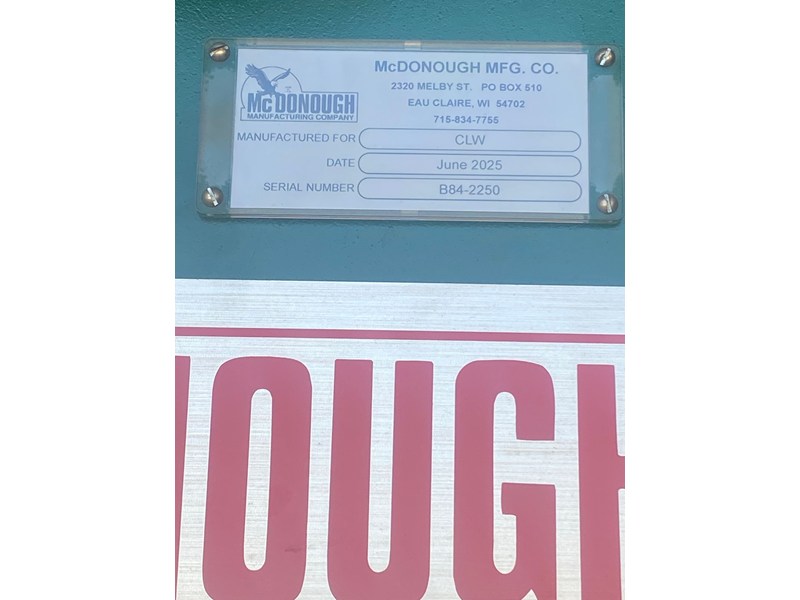 McDONOUGH
MANUFACTURING COMPANY
McDONOUGH MFG. CO.
2320 MELBY ST. PO BOX 510
EAU CLAIRE, WI 54702
715-834-7755
MANUFACTURED FOR CLW
DATE June 2025
SERIAL NUMBER B84-2250
NOUGH